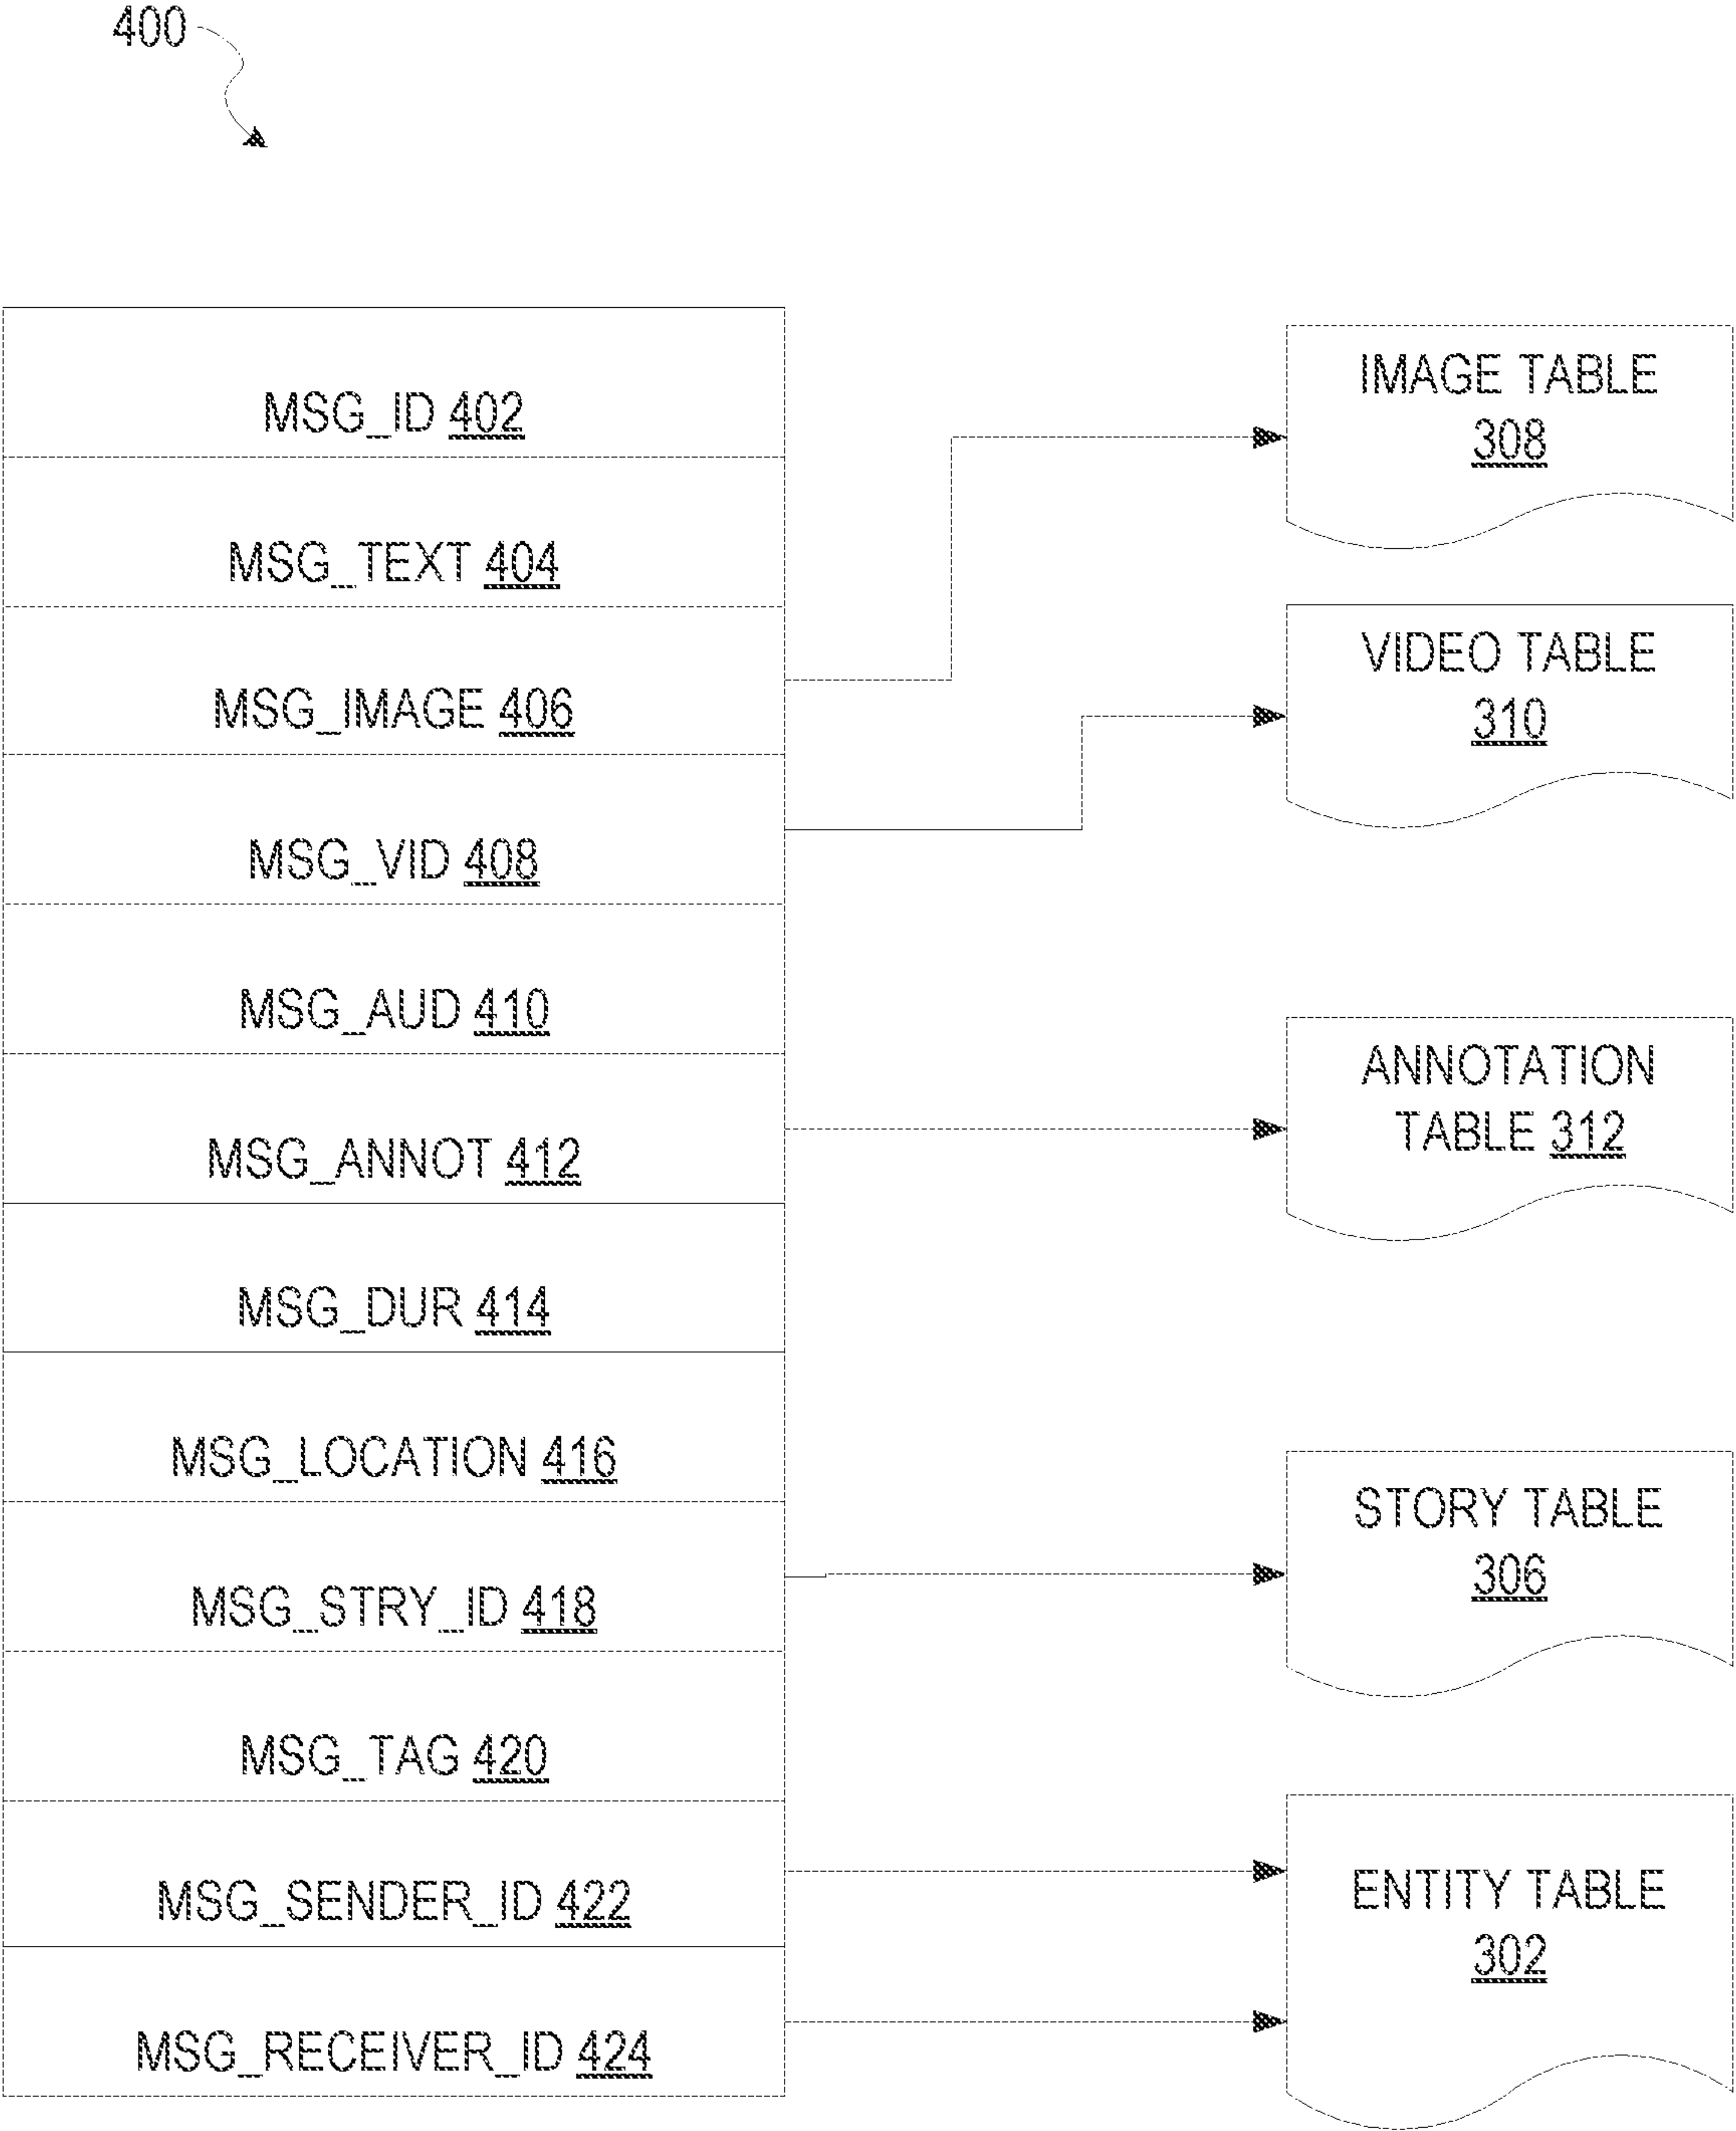 400
MSG_ID 402
MSG_TEXT 404
MSG_IMAGE 406
MSG_VID 408
MSG_AUD 410
MSG_ANNOT 412
MSG_DUR 414
MSG_LOCATION 416
MSG_STRY_ID 418
MSG_TAG 420
MSG_SENDER_ID 422
MSG_RECEIVER_ID 424
IMAGE TABLE
308
VIDEO TABLE
310
ANNOTATION
TABLE 312
STORY TABLE
306
ENTITY TABLE
302